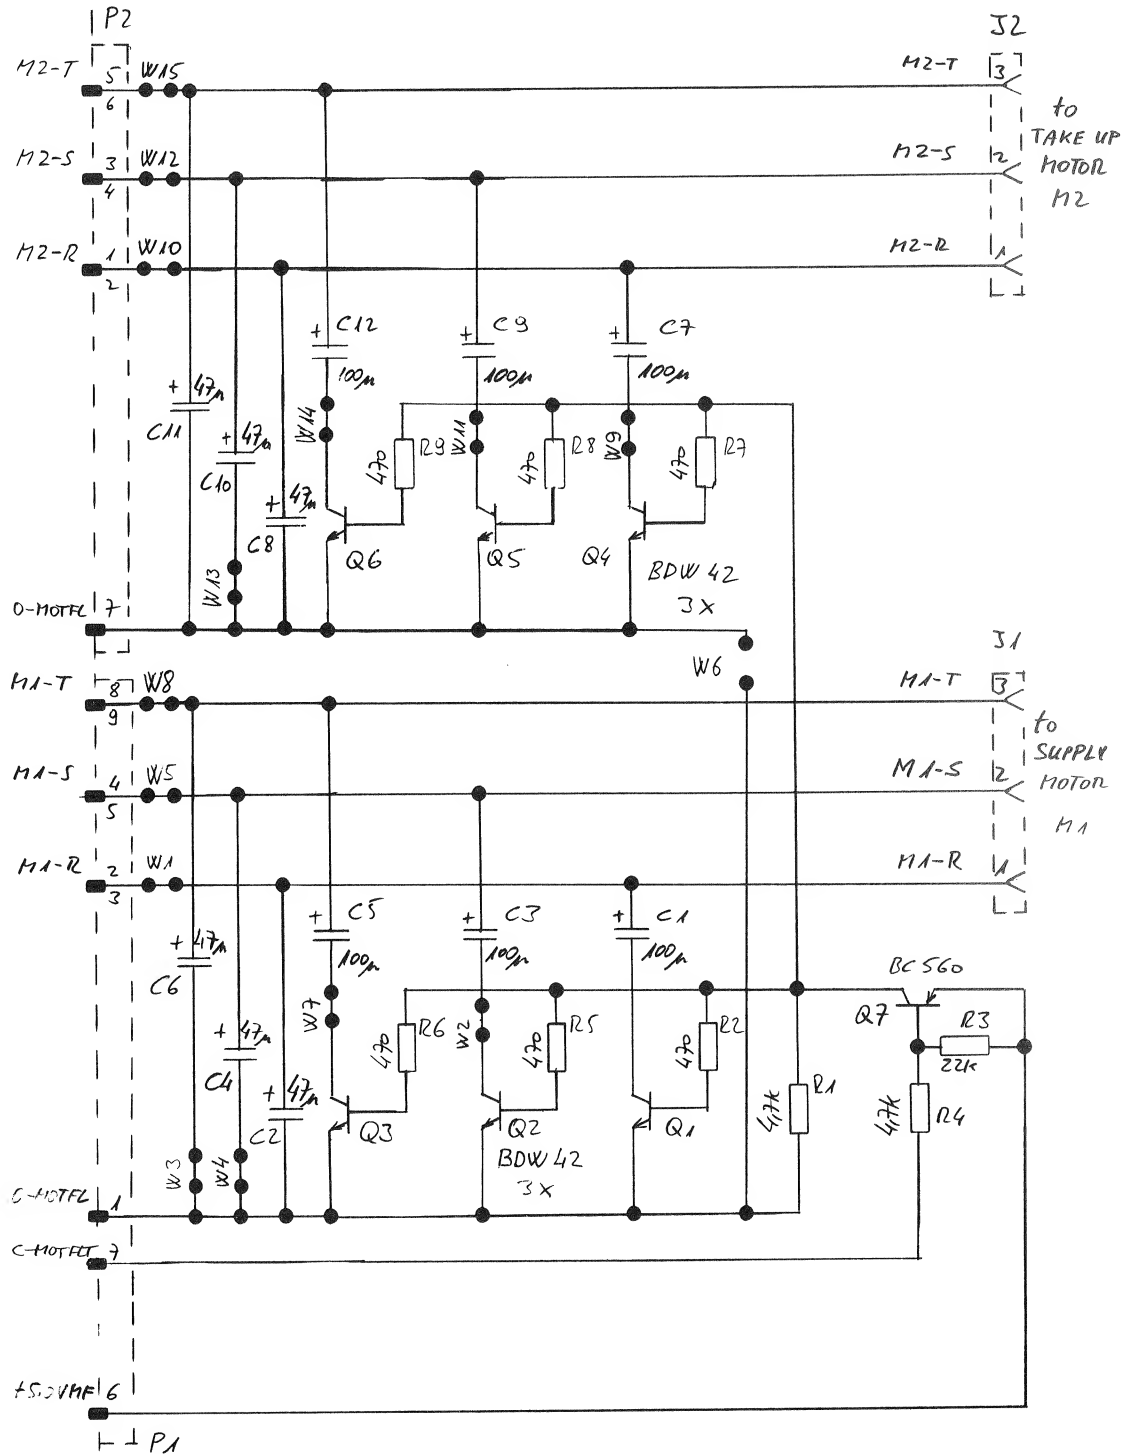 P2
J2
M2-T
5
6
W15
M2-T
3
to
TAKE UP
MOTOR
M2
M2-S
3
4
W12
M2-S
2
M2-R
1
2
W10
M2-R
1
+ C12
100µ
+ C9
100µ
+ C7
100µ
+ 47µ
C11
+ 47µ
C10
+ 47µ
C8
W14
W11
W9
470
R9
470
R8
470
R7
Q6
Q5
Q4
BDW 42
3X
W13
0-MOTFL
7
W6
J1
M1-T
8
9
W8
M1-T
3
to
SUPPLY
MOTOR
M1
M1-S
4
5
W5
M1-S
2
M1-R
2
3
W1
M1-R
1
+ C5
100µ
+ C3
100µ
+ C1
100µ
+ 47µ
C6
+ 47µ
C4
+ 47µ
C2
W7
W2
470
R6
470
R5
470
R2
BC 560
Q7
R3
22K
4,7K
R1
4,7K
R4
Q3
Q2
Q1
BDW 42
3X
W3
W4
0-MOTFL
1
C-MOTFLT
7
+5.0VMF
6
P1